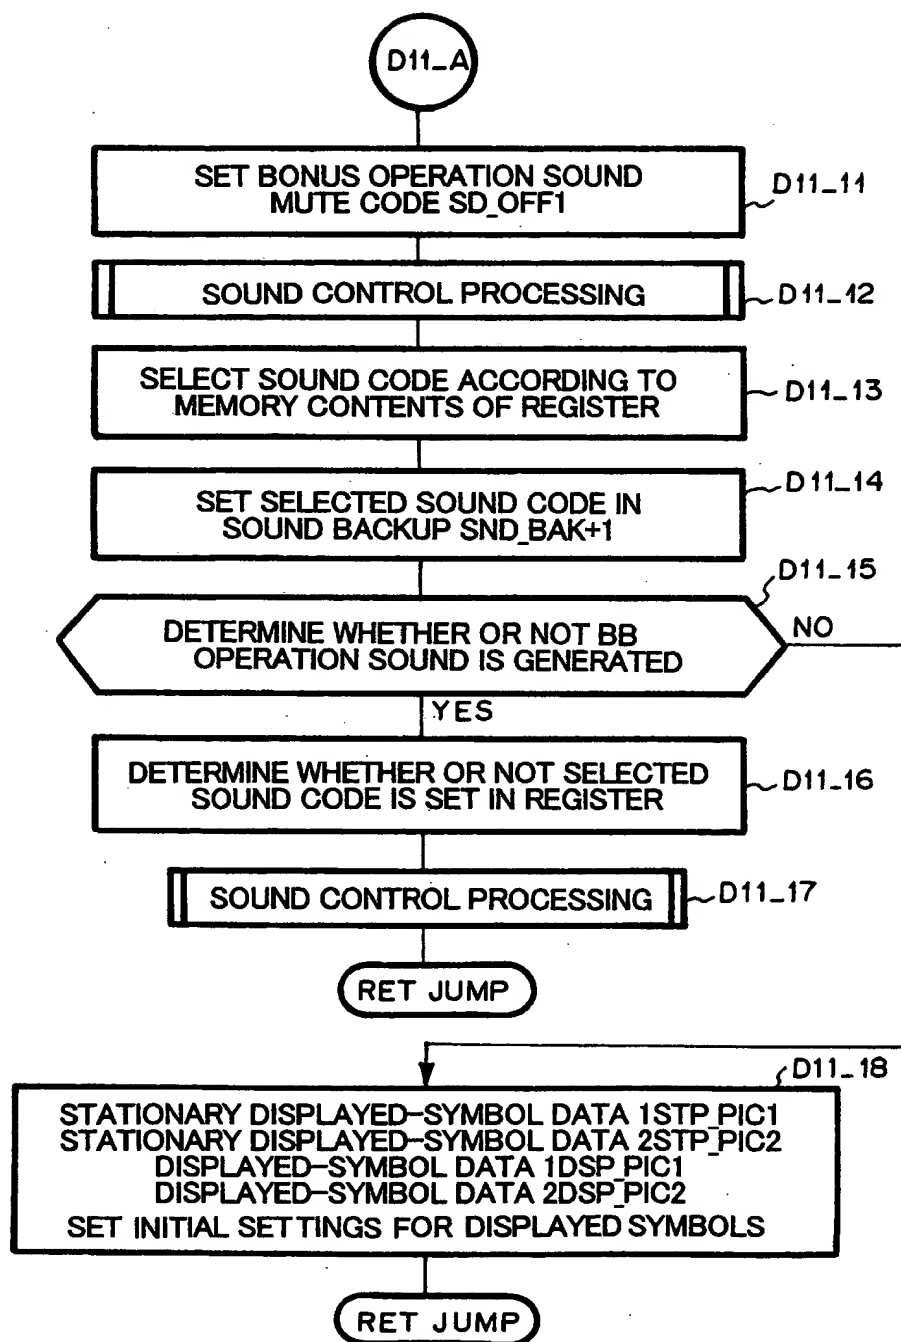 D11_A
SET BONUS OPERATION SOUND
MUTE CODE SD_OFF1
D11_11
SOUND CONTROL PROCESSING
D11_12
SELECT SOUND CODE ACCORDING TO
MEMORY CONTENTS OF REGISTER
D11_13
SET SELECTED SOUND CODE IN
SOUND BACKUP SND_BAK+1
D11_14
D11_15
DETERMINE WHETHER OR NOT BB
OPERATION SOUND IS GENERATED
NO
YES
DETERMINE WHETHER OR NOT SELECTED
SOUND CODE IS SET IN REGISTER
D11_16
SOUND CONTROL PROCESSING
D11_17
RET JUMP
D11_18
STATIONARY DISPLAYED-SYMBOL DATA 1STP_PIC1
STATIONARY DISPLAYED-SYMBOL DATA 2STP_PIC2
DISPLAYED-SYMBOL DATA 1DSP_PIC1
DISPLAYED-SYMBOL DATA 2DSP_PIC2
SET INITIAL SETTINGS FOR DISPLAYED SYMBOLS
RET JUMP